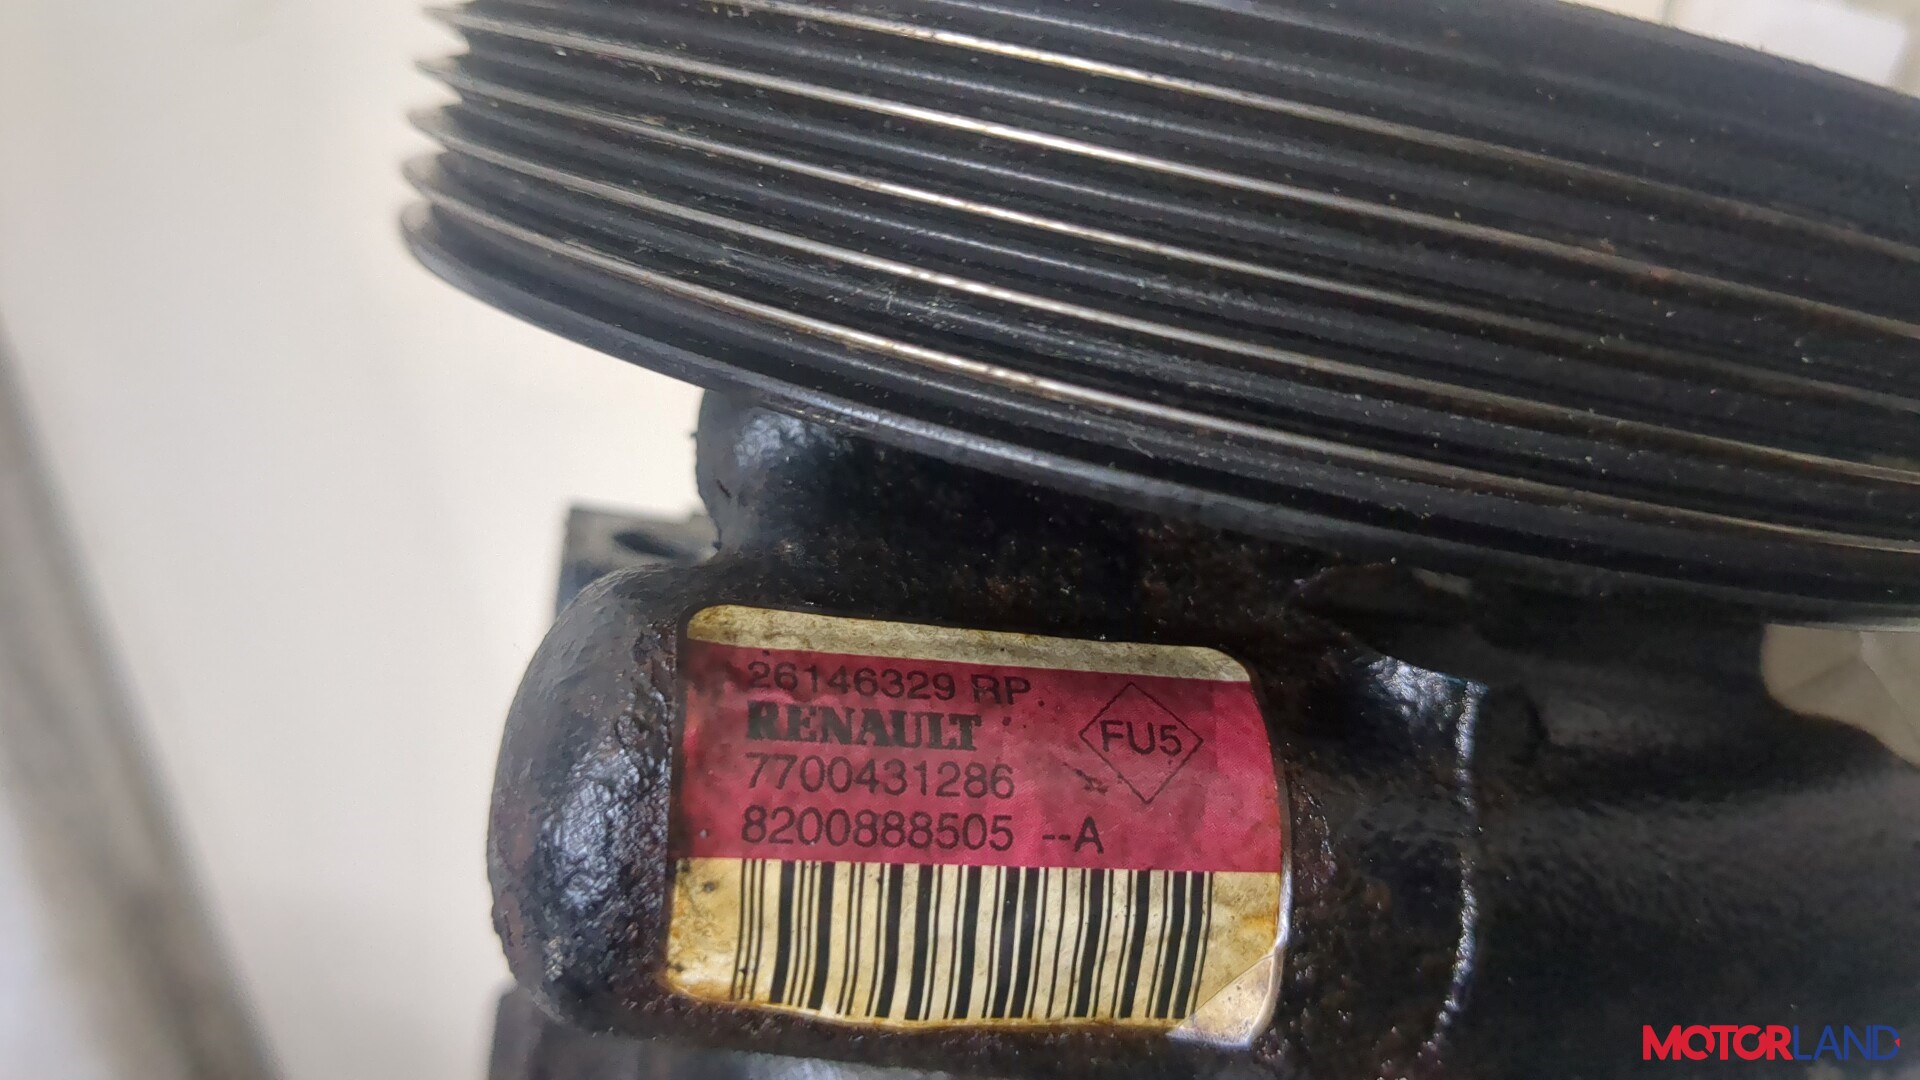 26146329 RP
RENAULT
FU5
7700431286
8200888505 --A
MOTORLAND